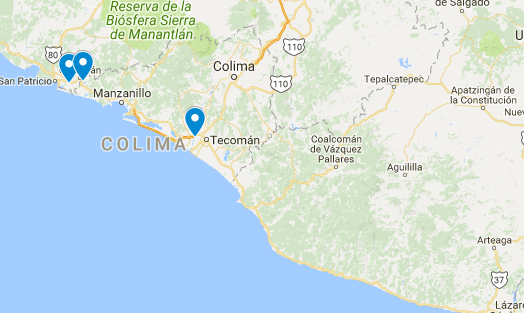 Reserva de la
Biósfera Sierra
de Manantlán
de Salgado
80
110
Colima
San Patricio
110
Tepalcatepec
Apatzingán de
la Constitución
Manzanillo
Nuev
COLIMA
Tecomán
Coalcomán
de Vázquez
Pallares
Aguililla
Arteaga
37
Lázaro